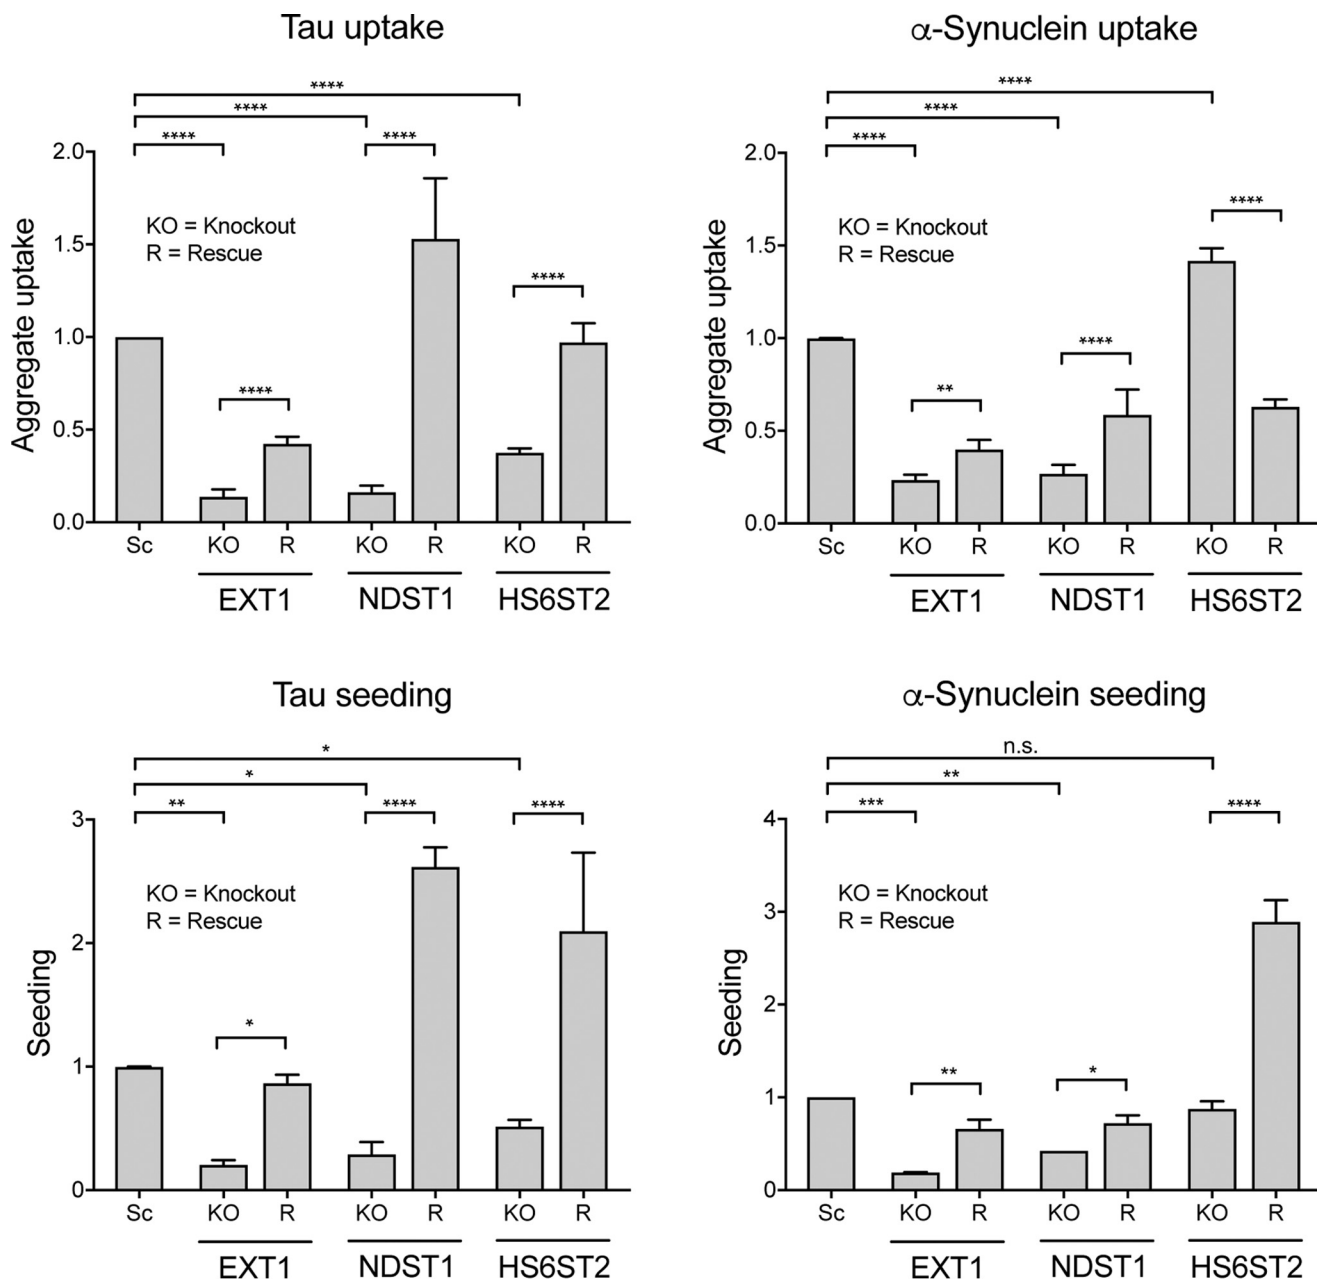 Tau uptake
****
****
****
****
2.0
1.5
1.0
0.5
0.0
Aggregate uptake
KO = Knockout
R = Rescue
****
****
Sc KO R KO R KO R
EXT1 NDST1 HS6ST2
α-Synuclein uptake
****
****
****
2.0
1.5
1.0
0.5
0.0
Aggregate uptake
KO = Knockout
R = Rescue
****
****
**
Sc KO R KO R KO R
EXT1 NDST1 HS6ST2
Tau seeding
*
*
** **** ****
3
2
1
0
Seeding
KO = Knockout
R = Rescue
*
Sc KO R KO R KO R
EXT1 NDST1 HS6ST2
α-Synuclein seeding
n.s.
**
*** ****
4
3
2
1
0
Seeding
KO = Knockout
R = Rescue
** *
Sc KO R KO R KO R
EXT1 NDST1 HS6ST2